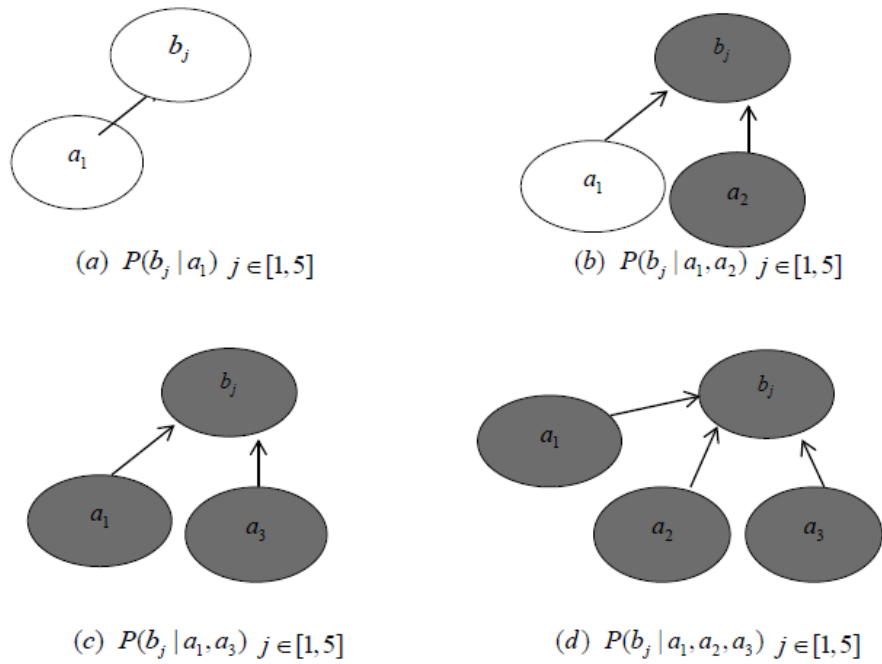 b_j
a_1
(a) P(b_j | a_1) j ∈ [1, 5]
b_j
a_1
a_2
(b) P(b_j | a_1, a_2) j ∈ [1, 5]
b_j
a_1
a_3
(c) P(b_j | a_1, a_3) j ∈ [1, 5]
b_j
a_1
a_2
a_3
(d) P(b_j | a_1, a_2, a_3) j ∈ [1, 5]